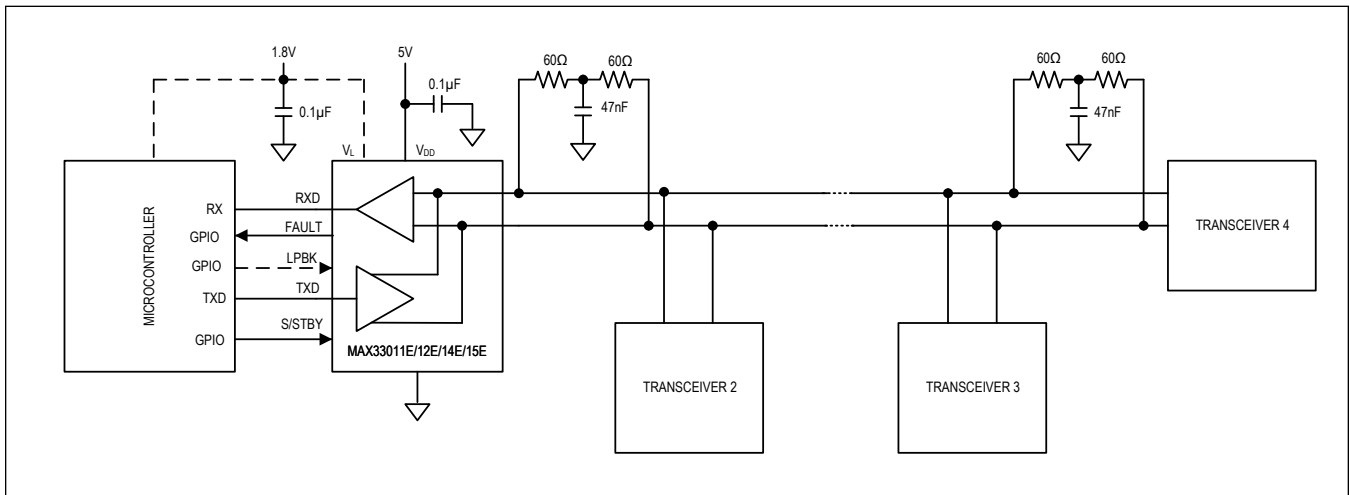 1.8V
5V
60Ω
60Ω
60Ω
60Ω
0.1µF
0.1µF
47nF
47nF
VL
VDD
MICROCONTROLLER
RX
RXD
GPIO
FAULT
GPIO
LPBK
TXD
TXD
GPIO
S/STBY
MAX33011E/12E/14E/15E
TRANSCEIVER 2
TRANSCEIVER 3
TRANSCEIVER 4